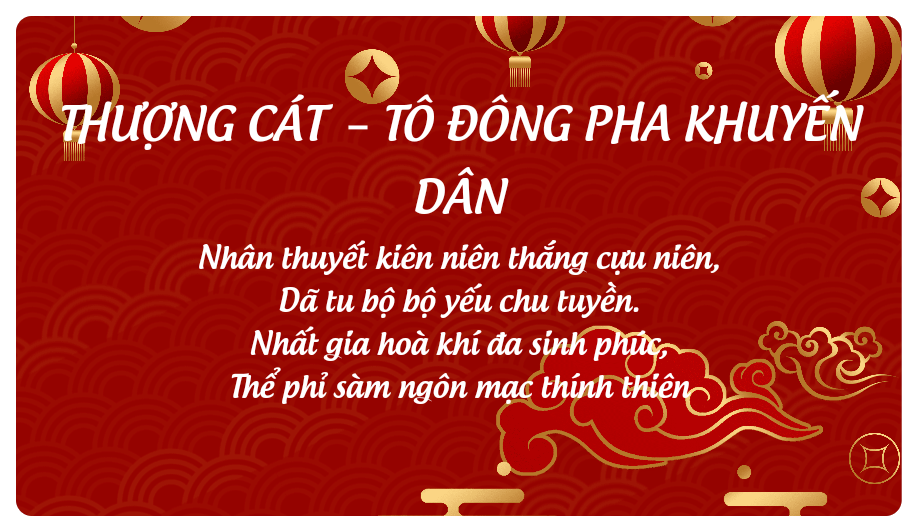 THƯỢNG CÁT – TÔ ĐÔNG PHA KHUYẾN
DÂN
Nhân thuyết kiên niên thắng cựu niên,
Dã tu bộ bộ yếu chu tuyền.
Nhất gia hoà khí đa sinh phúc,
Thể phỉ sàm ngôn mạc thính thiên